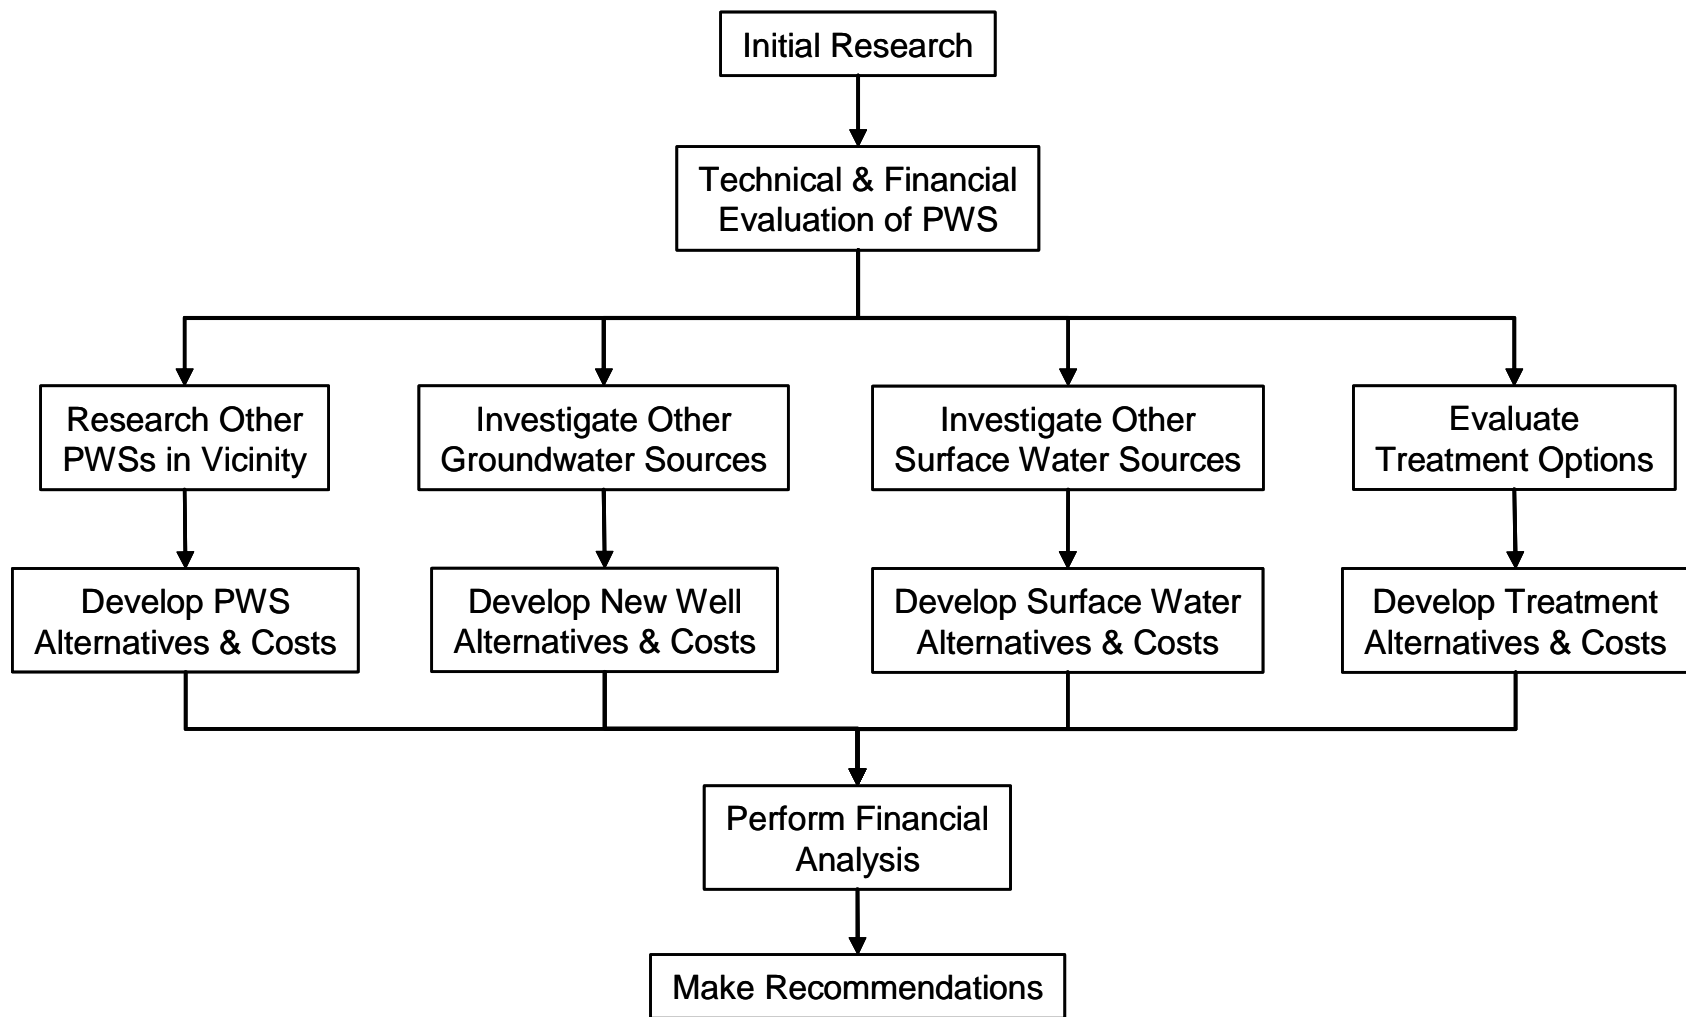 Initial Research
Technical & Financial
Evaluation of PWS
Research Other
PWSs in Vicinity
Investigate Other
Groundwater Sources
Investigate Other
Surface Water Sources
Evaluate
Treatment Options
Develop PWS
Alternatives & Costs
Develop New Well
Alternatives & Costs
Develop Surface Water
Alternatives & Costs
Develop Treatment
Alternatives & Costs
Perform Financial
Analysis
Make Recommendations